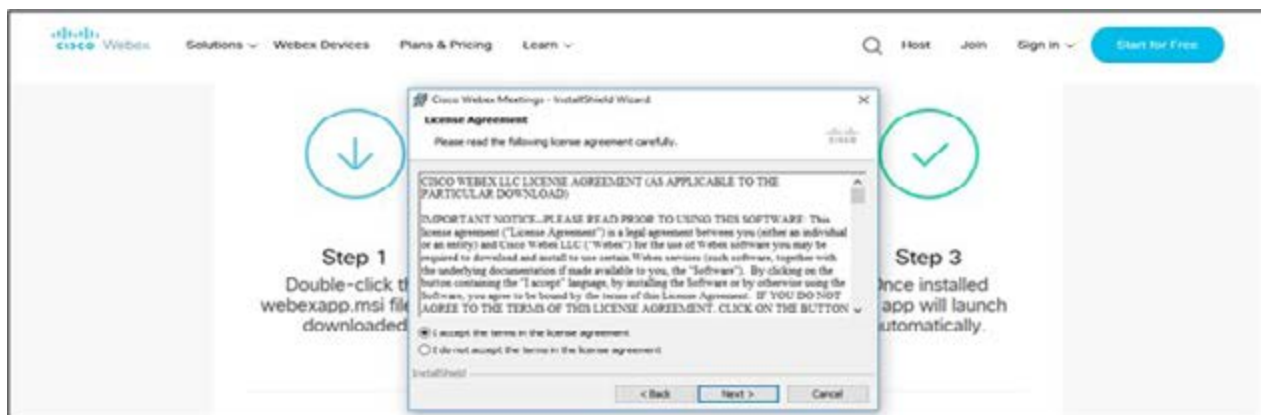 CISCO Webex Solutions Webex Devices Plans & Pricing Learn Host Join Sign in Start for Free
Cisco Webex Meetings - InstallShield Wizard
License Agreement
Please read the following license agreement carefully.
CISCO
CISCO WEBEX LLC LICENSE AGREEMENT (AS APPLICABLE TO THE
PARTICULAR DOWNLOAD)
IMPORTANT NOTICE--PLEASE READ PRIOR TO USING THIS SOFTWARE: This
license agreement ("License Agreement") is a legal agreement between you (either an individual
or an entity) and Cisco Webex LLC ("Webex") for the use of Webex software you may be
required to download and install to use certain Webex services (such software, together with
the underlying documentation if made available to you, the "Software"). By clicking on the
button containing the "I accept" language, by installing the Software or by otherwise using the
Software, you agree to be bound by the terms of this License Agreement. IF YOU DO NOT
AGREE TO THE TERMS OF THIS LICENSE AGREEMENT, CLICK ON THE BUTTON
I accept the terms in the license agreement
I do not accept the terms in the license agreement
InstallShield
< Back Next > Cancel
Step 1
Double-click th
webexapp.msi file
downloaded
Step 3
Once installed
app will launch
automatically.